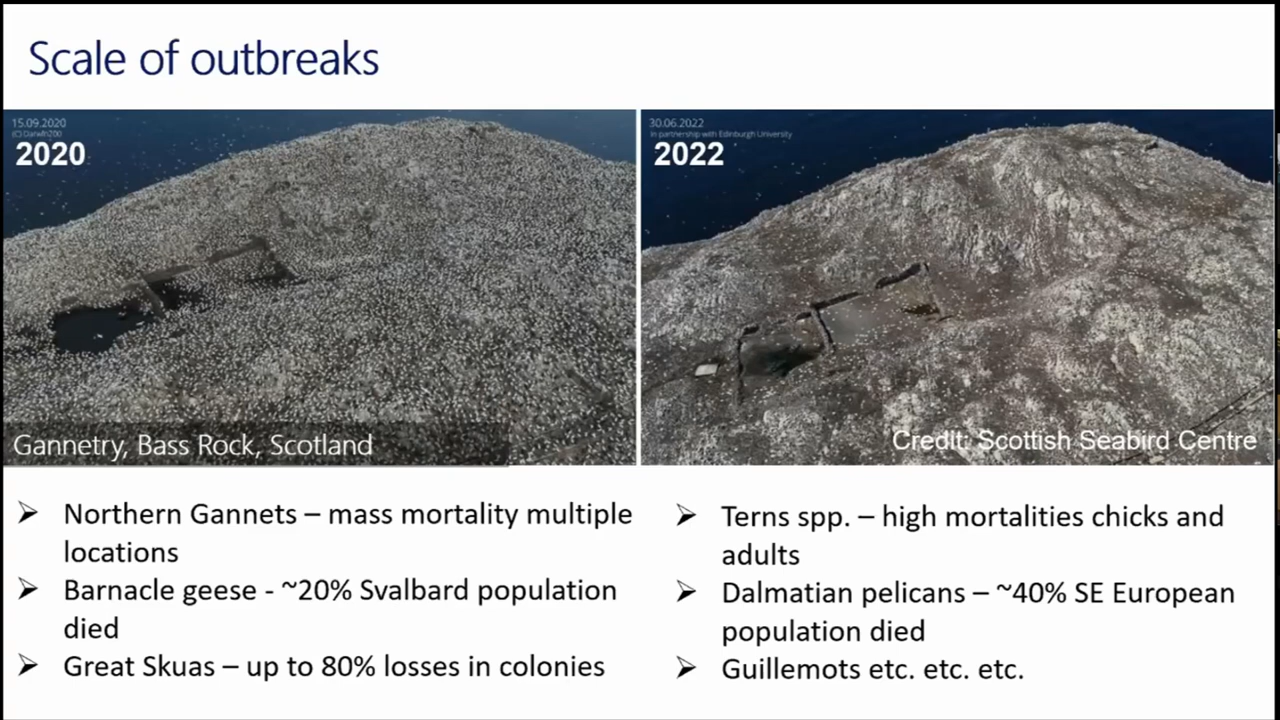 Scale of outbreaks
15.09.2020
(C) Darwin200
2020
30.06.2022
in partnership with Edinburgh University
2022
Gannetry, Bass Rock, Scotland
Credit: Scottish Seabird Centre
➢ Northern Gannets – mass mortality multiple
locations
➢ Barnacle geese - ~20% Svalbard population
died
➢ Great Skuas – up to 80% losses in colonies
➢ Terns spp. – high mortalities chicks and
adults
➢ Dalmatian pelicans – ~40% SE European
population died
➢ Guillemots etc. etc. etc.